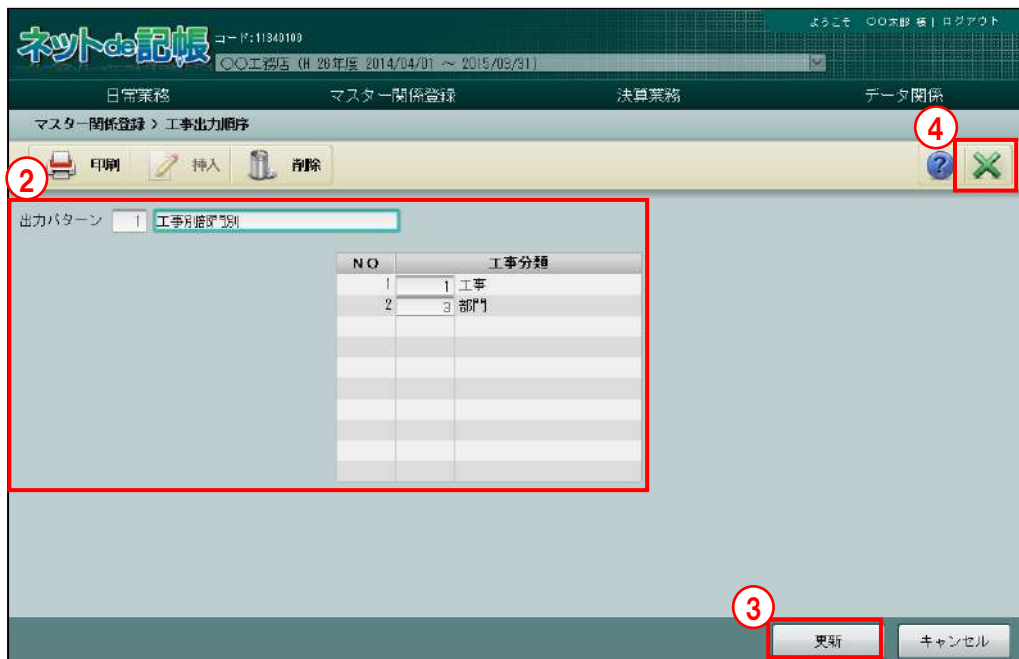 ようこそ 〇〇太郎 様 | ログアウト
ネットde記帳 コード:11340100
〇〇工務店 (H 26年度 2014/04/01 ～ 2015/03/31)
日常業務 マスター関係登録 決算業務 データ関係
マスター関係登録 > 工事出力順序
④
② 印刷 挿入 削除 ?
出力パターン 1 工事別部門別
NO 工事分類
1 1 工事
2 3 部門
③
更新 キャンセル